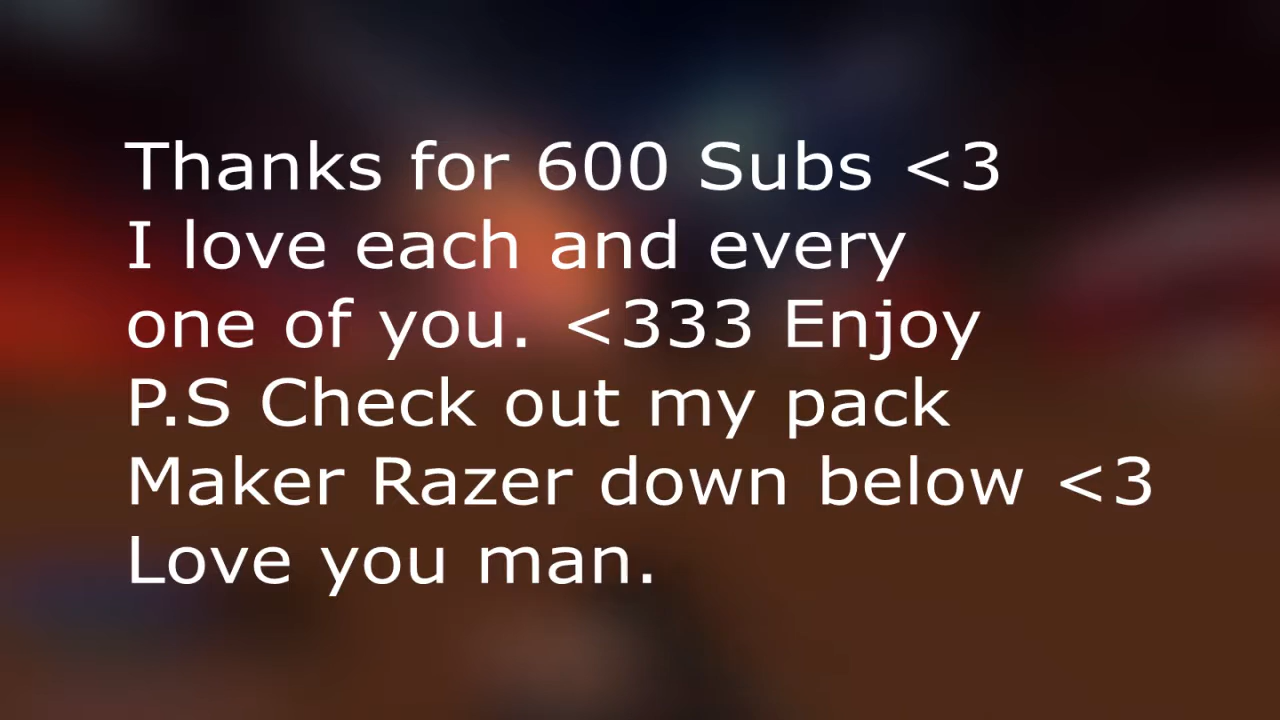 Thanks for 600 Subs <3
I love each and every
one of you. <333 Enjoy
P.S Check out my pack
Maker Razer down below <3
Love you man.